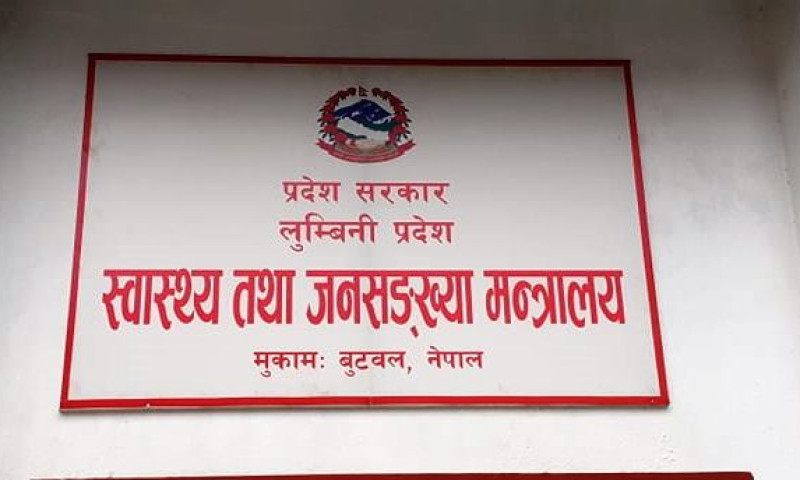 प्रदेश सरकार
लुम्बिनी प्रदेश
स्वास्थ्य तथा जनसङ्ख्या मन्त्रालय
मुकामः बुटवल, नेपाल